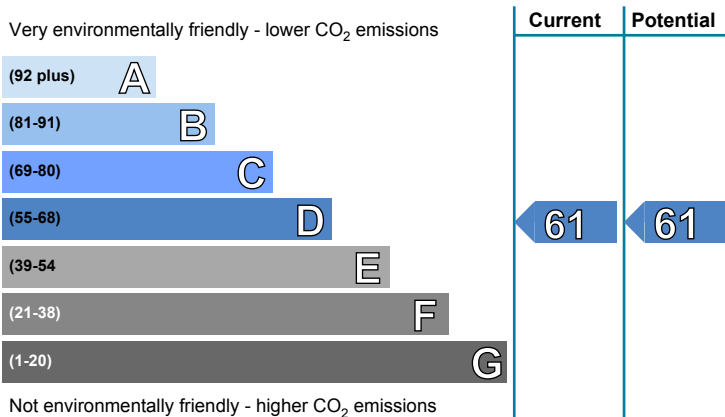 Very environmentally friendly - lower CO₂ emissions
Current Potential
(92 plus) A
(81-91) B
(69-80) C
(55-68) D 61 61
(39-54 E
(21-38) F
(1-20) G
Not environmentally friendly - higher CO₂ emissions